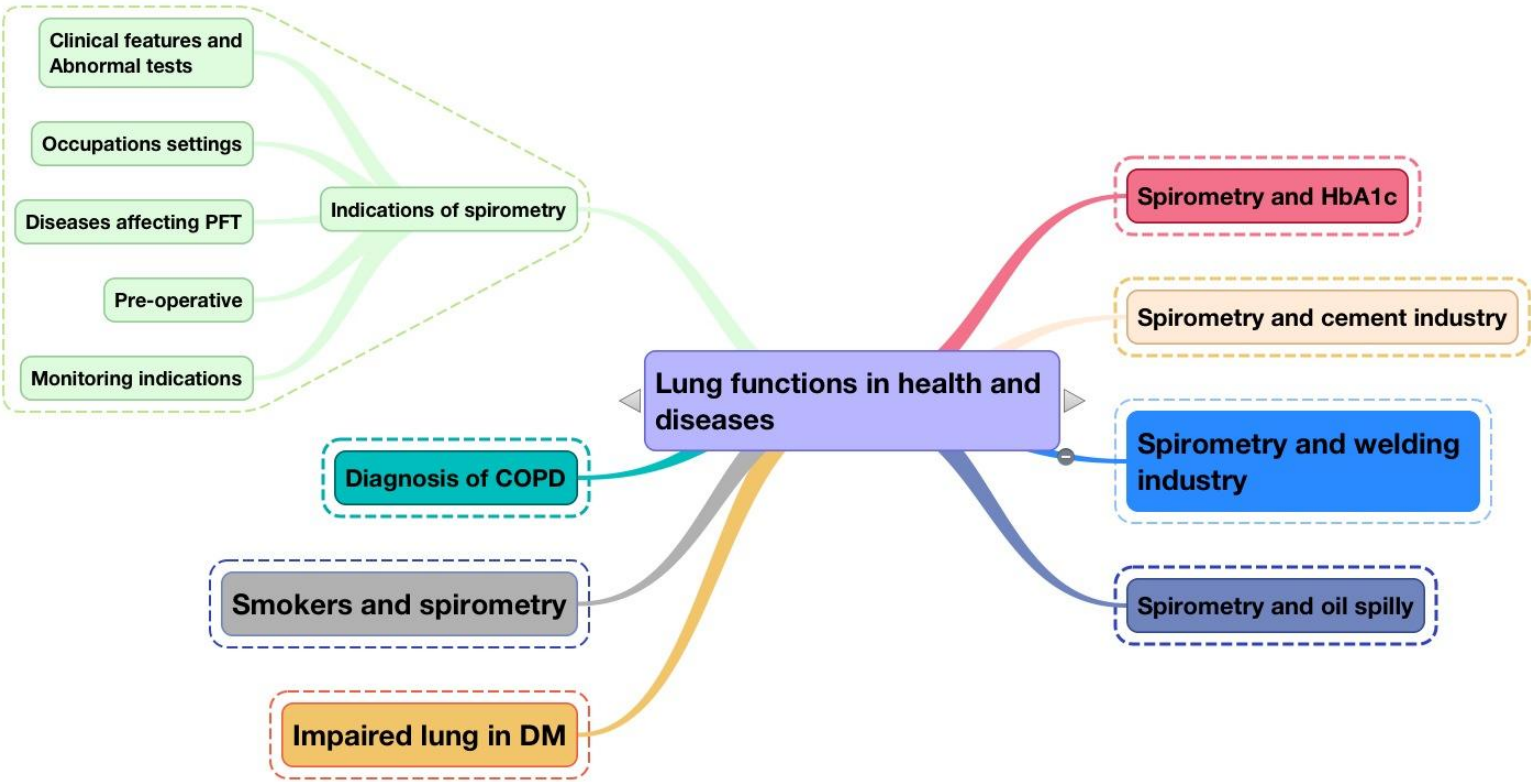 Clinical features and
Abnormal tests
Occupations settings
Diseases affecting PFT
Pre-operative
Monitoring indications
Indications of spirometry
Diagnosis of COPD
Smokers and spirometry
Impaired lung in DM
Lung functions in health and
diseases
Spirometry and HbA1c
Spirometry and cement industry
Spirometry and welding
industry
Spirometry and oil spilly